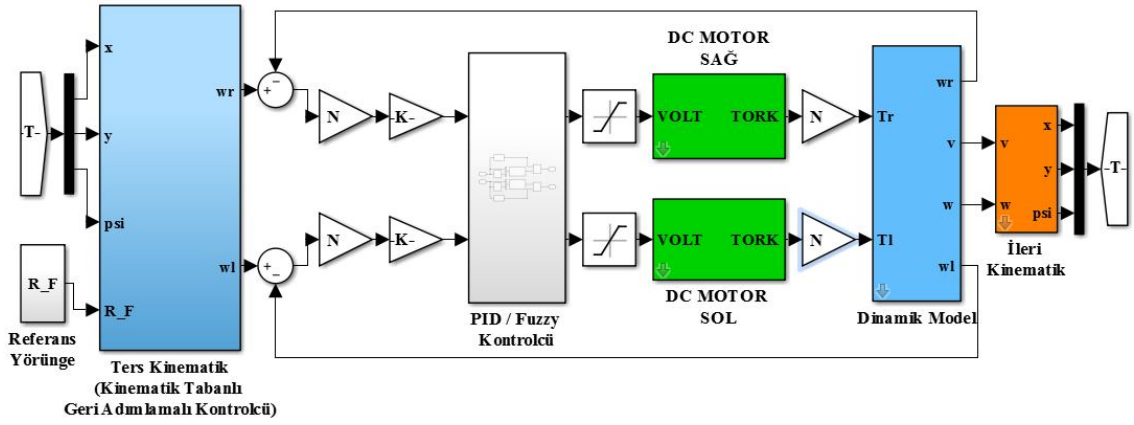 -T-
x
y
psi
R_F
R_F
Referans
Yörünge
wr
wl
Ters Kinematik
(Kinematik Tabanlı
Geri Adımlamalı Kontrolcü)
+
-
+
-
N
-K-
N
-K-
PID / Fuzzy
Kontrolcü
DC MOTOR
SAĞ
VOLT TORK
N
VOLT TORK
N
DC MOTOR
SOL
Tr
Tl
wr
v
w
wl
Dinamik Model
v
w
x
y
psi
İleri
Kinematik
-T-